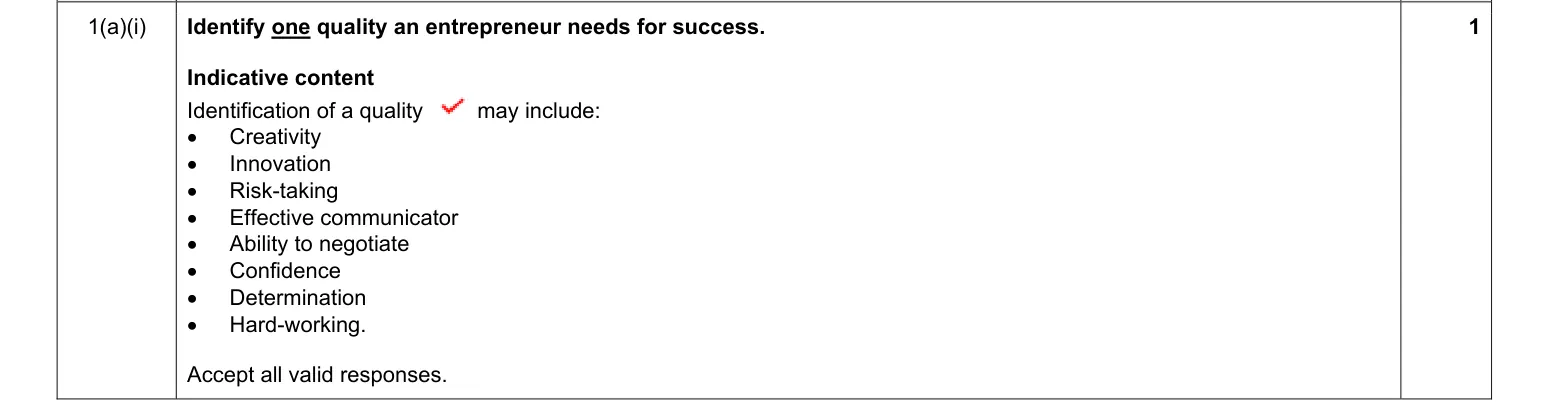 1(a)(i) Identify one quality an entrepreneur needs for success. 1
Indicative content
Identification of a quality may include:
• Creativity
• Innovation
• Risk-taking
• Effective communicator
• Ability to negotiate
• Confidence
• Determination
• Hard-working.
Accept all valid responses.